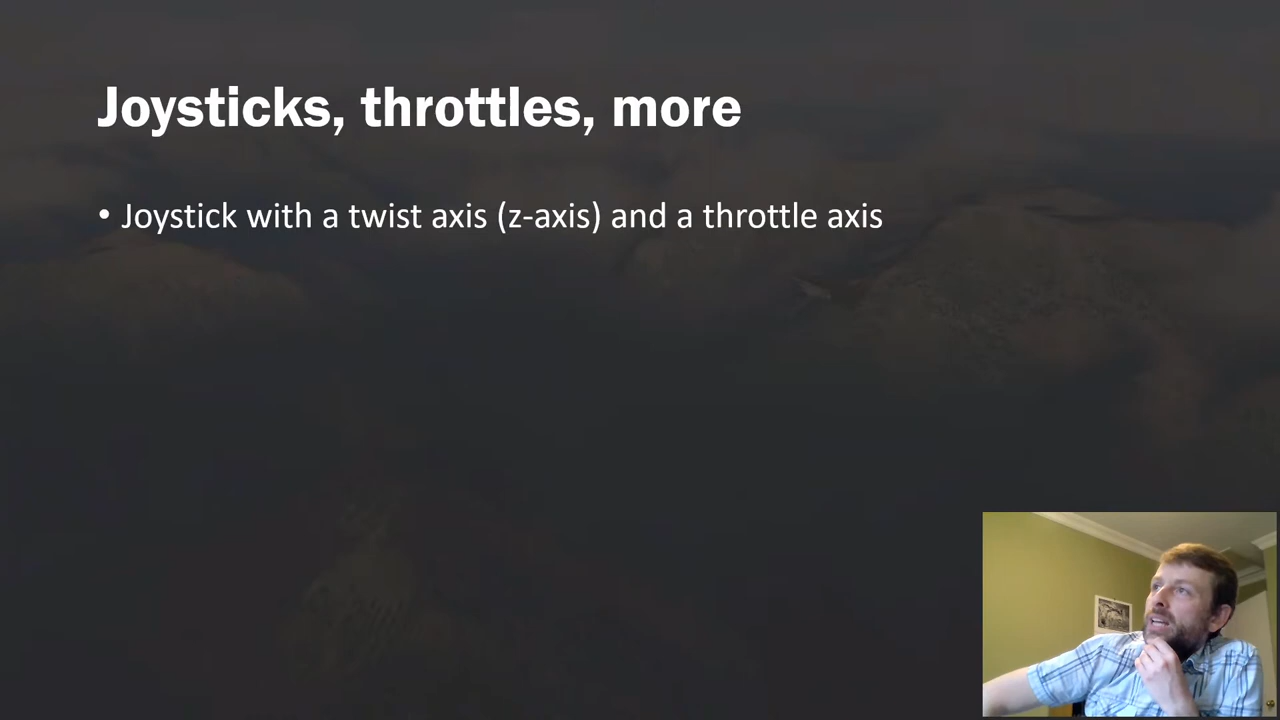 Joysticks, throttles, more
• Joystick with a twist axis (z-axis) and a throttle axis